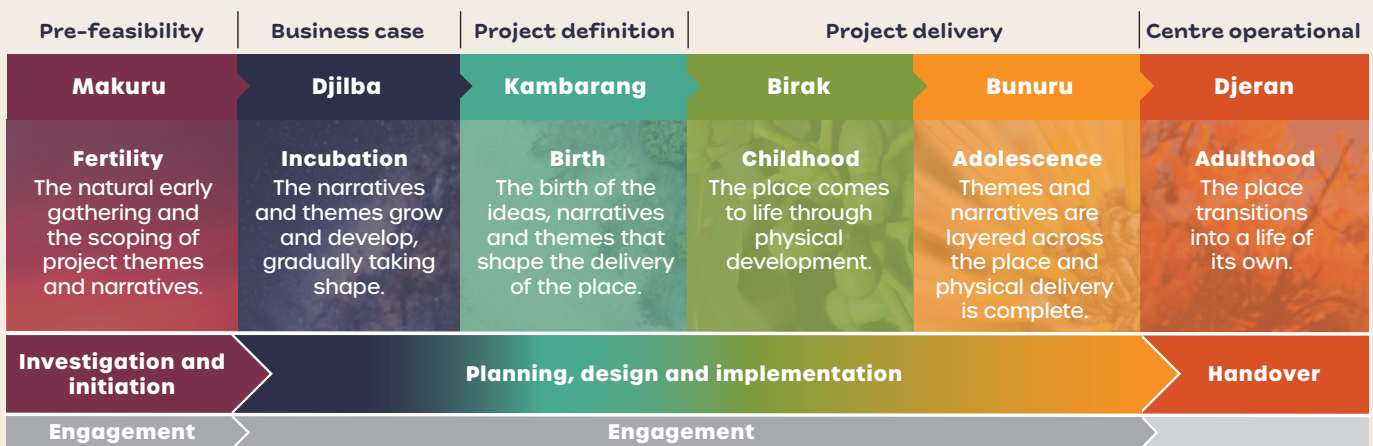 Pre-feasibility
Business case
Project definition
Project delivery
Centre operational
Makuru
Djilba
Kambarang
Birak
Bunuru
Djeran
Fertility
The natural early
gathering and
the scoping of
project themes
and narratives.
Incubation
The narratives
and themes grow
and develop,
gradually taking
shape.
Birth
The birth of the
ideas, narratives
and themes that
shape the delivery
of the place.
Childhood
The place comes
to life through
physical
development.
Adolescence
Themes and
narratives are
layered across
the place and
physical delivery
is complete.
Adulthood
The place
transitions
into a life of
its own.
Investigation and
initiation
Planning, design and implementation
Handover
Engagement
Engagement